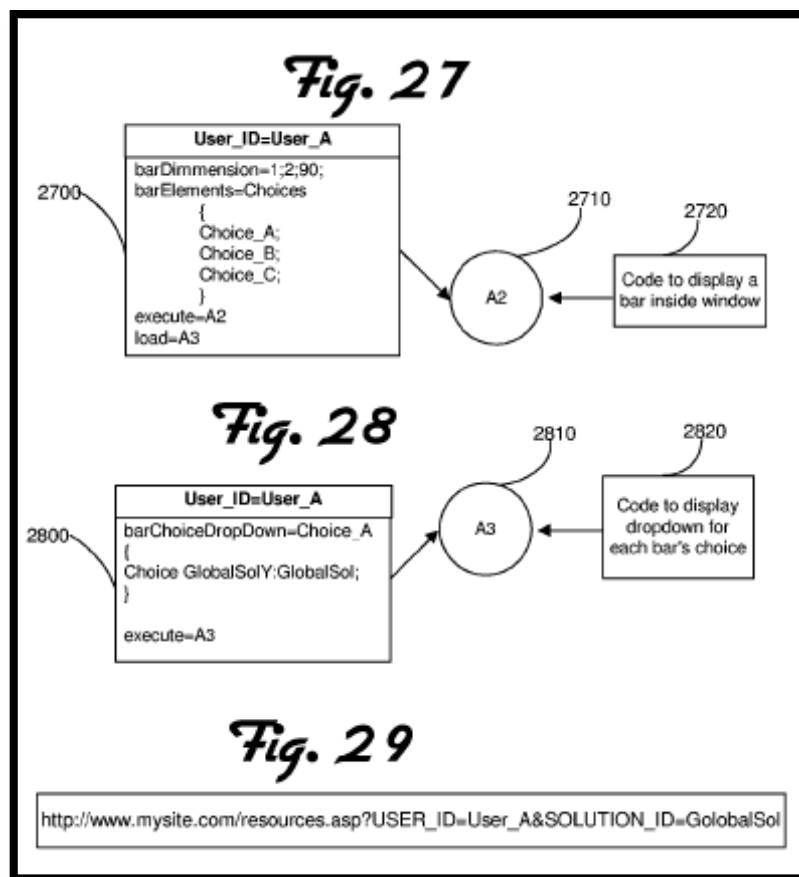 Fig. 27
User_ID=User_A
barDimmension=1;2;90;
barElements=Choices
{
Choice_A;
Choice_B;
Choice_C;
}
execute=A2
load=A3
2700
A2
2710
2720
Code to display a
bar inside window
Fig. 28
User_ID=User_A
barChoiceDropDown=Choice_A
{
Choice GlobalSolY:GlobalSol;
}
execute=A3
2800
A3
2810
2820
Code to display
dropdown for
each bar's choice
Fig. 29
http://www.mysite.com/resources.asp?USER_ID=User_A&SOLUTION_ID=GolobalSol